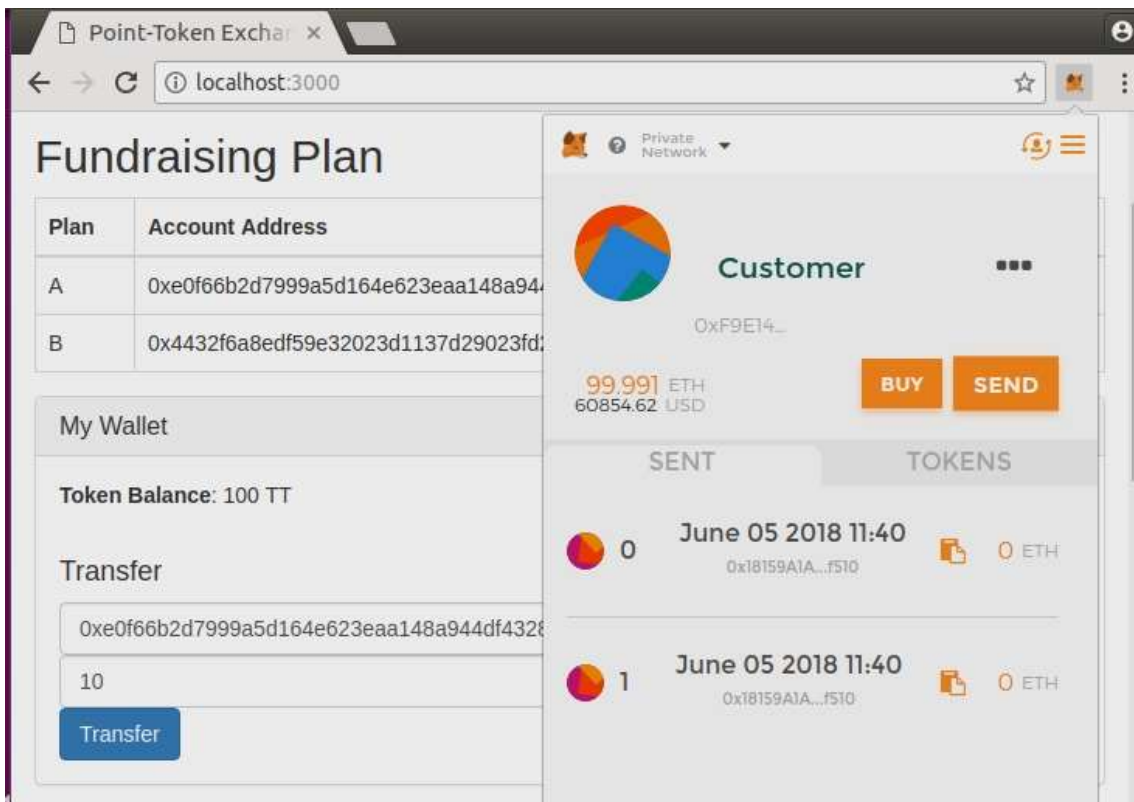 Point-Token Exchan
localhost:3000
Fundraising Plan
Plan Account Address
A 0xe0f66b2d7999a5d164e623eaa148a944
B 0x4432f6a8edf59e32023d1137d29023fd
My Wallet
Token Balance: 100 TT
Transfer
0xe0f66b2d7999a5d164e623eaa148a944df4328
10
Transfer
Private
Network
Customer
0xF9E14...
99.991 ETH
60854.62 USD
BUY SEND
SENT TOKENS
0 June 05 2018 11:40 0 ETH
0x18159A1A...f510
1 June 05 2018 11:40 0 ETH
0x18159A1A...f510